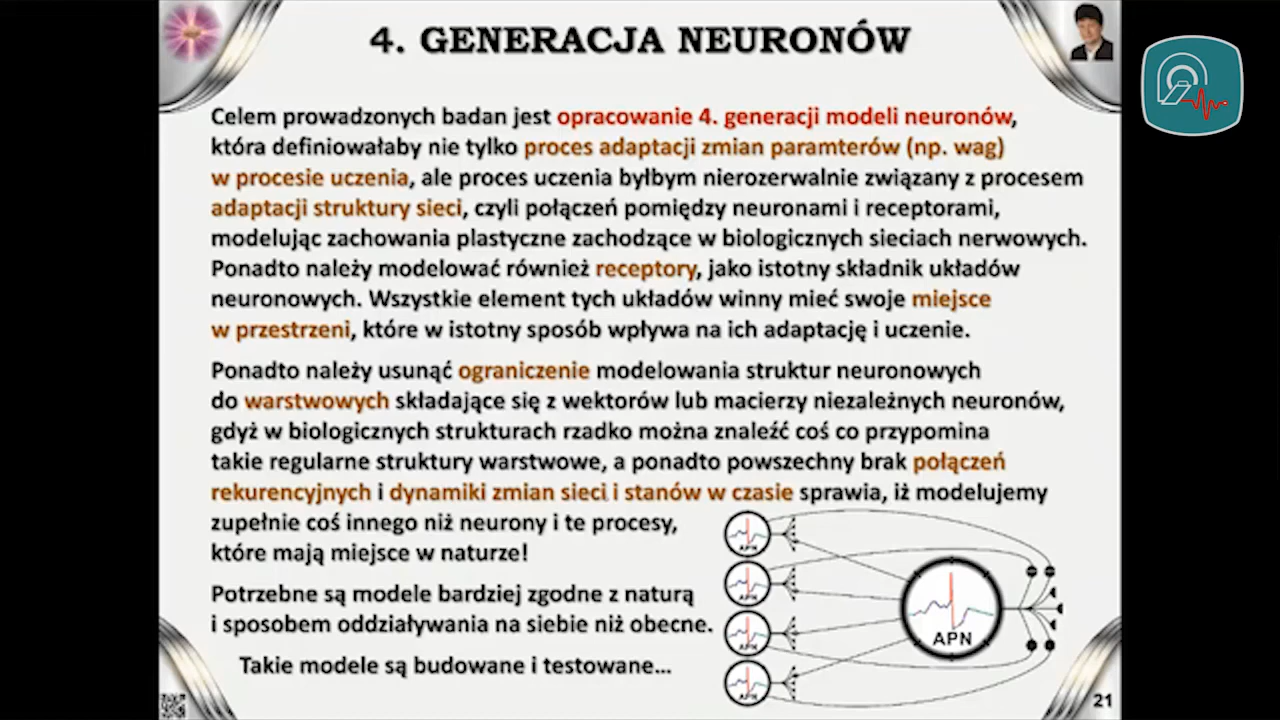 4. GENERACJA NEURONÓW
Celem prowadzonych badan jest opracowanie 4. generacji modeli neuronów,
która definiowałaby nie tylko proces adaptacji zmian paramterów (np. wag)
w procesie uczenia, ale proces uczenia byłbym nierozerwalnie związany z procesem
adaptacji struktury sieci, czyli połączeń pomiędzy neuronami i receptorami,
modelując zachowania plastyczne zachodzące w biologicznych sieciach nerwowych.
Ponadto należy modelować również receptory, jako istotny składnik układów
neuronowych. Wszystkie element tych układów winny mieć swoje miejsce
w przestrzeni, które w istotny sposób wpływa na ich adaptację i uczenie.
Ponadto należy usunąć ograniczenie modelowania struktur neuronowych
do warstwowych składające się z wektorów lub macierzy niezależnych neuronów,
gdyż w biologicznych strukturach rzadko można znaleźć coś co przypomina
takie regularne struktury warstwowe, a ponadto powszechny brak połączeń
rekurencyjnych i dynamiki zmian sieci i stanów w czasie sprawia, iż modelujemy
zupełnie coś innego niż neurony i te procesy,
które mają miejsce w naturze!
Potrzebne są modele bardziej zgodne z naturą
i sposobem oddziaływania na siebie niż obecne.
Takie modele są budowane i testowane...
APN
APN
APN
APN
APN
21